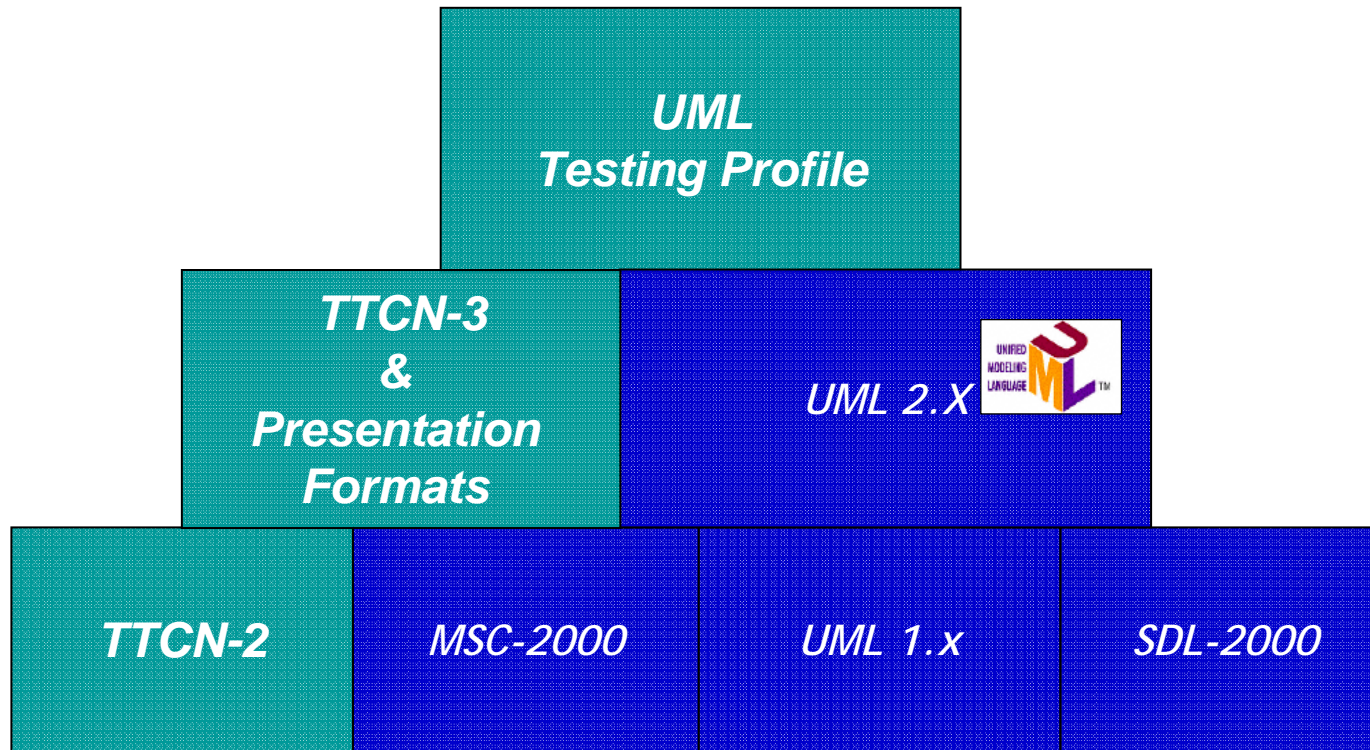 UML
Testing Profile
TTCN-3
&
Presentation
Formats
UML 2.X
UNIFIED
MODELING
LANGUAGE
UML
TM
TTCN-2
MSC-2000
UML 1.x
SDL-2000